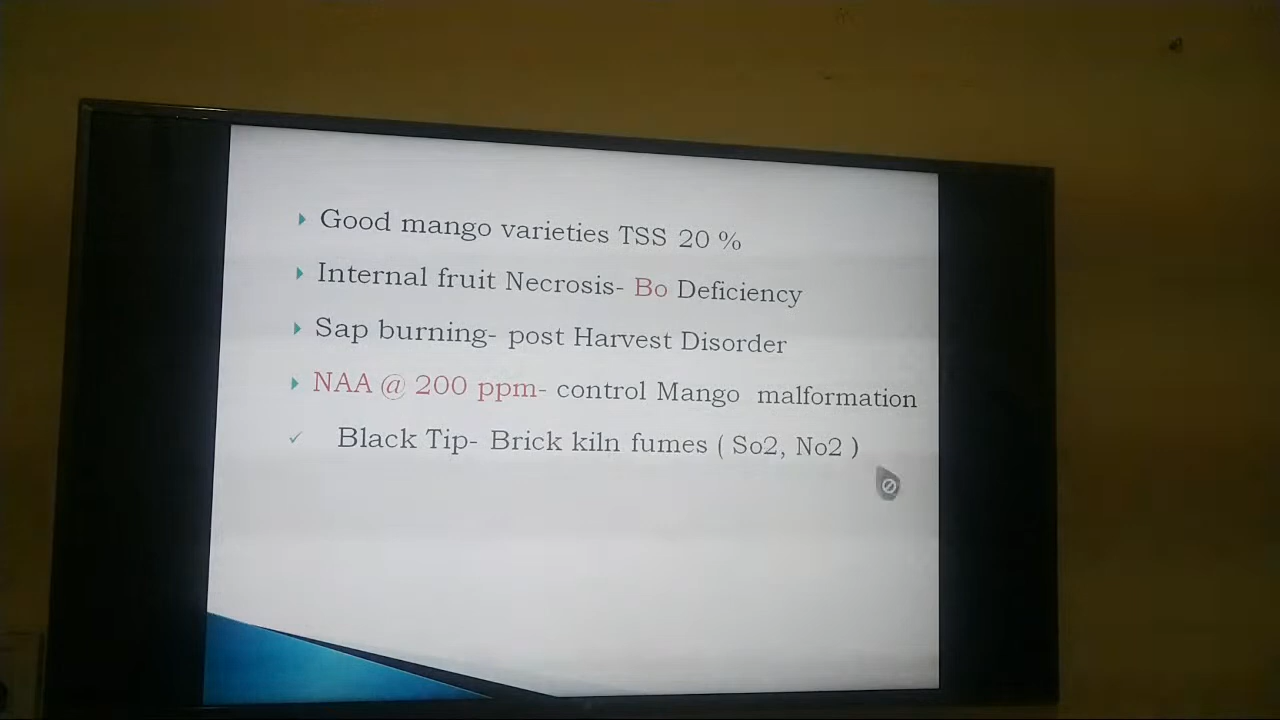 Good mango varieties TSS 20 %
Internal fruit Necrosis- Bo Deficiency
Sap burning- post Harvest Disorder
NAA @ 200 ppm- control Mango malformation
Black Tip- Brick kiln fumes ( So2, No2 )